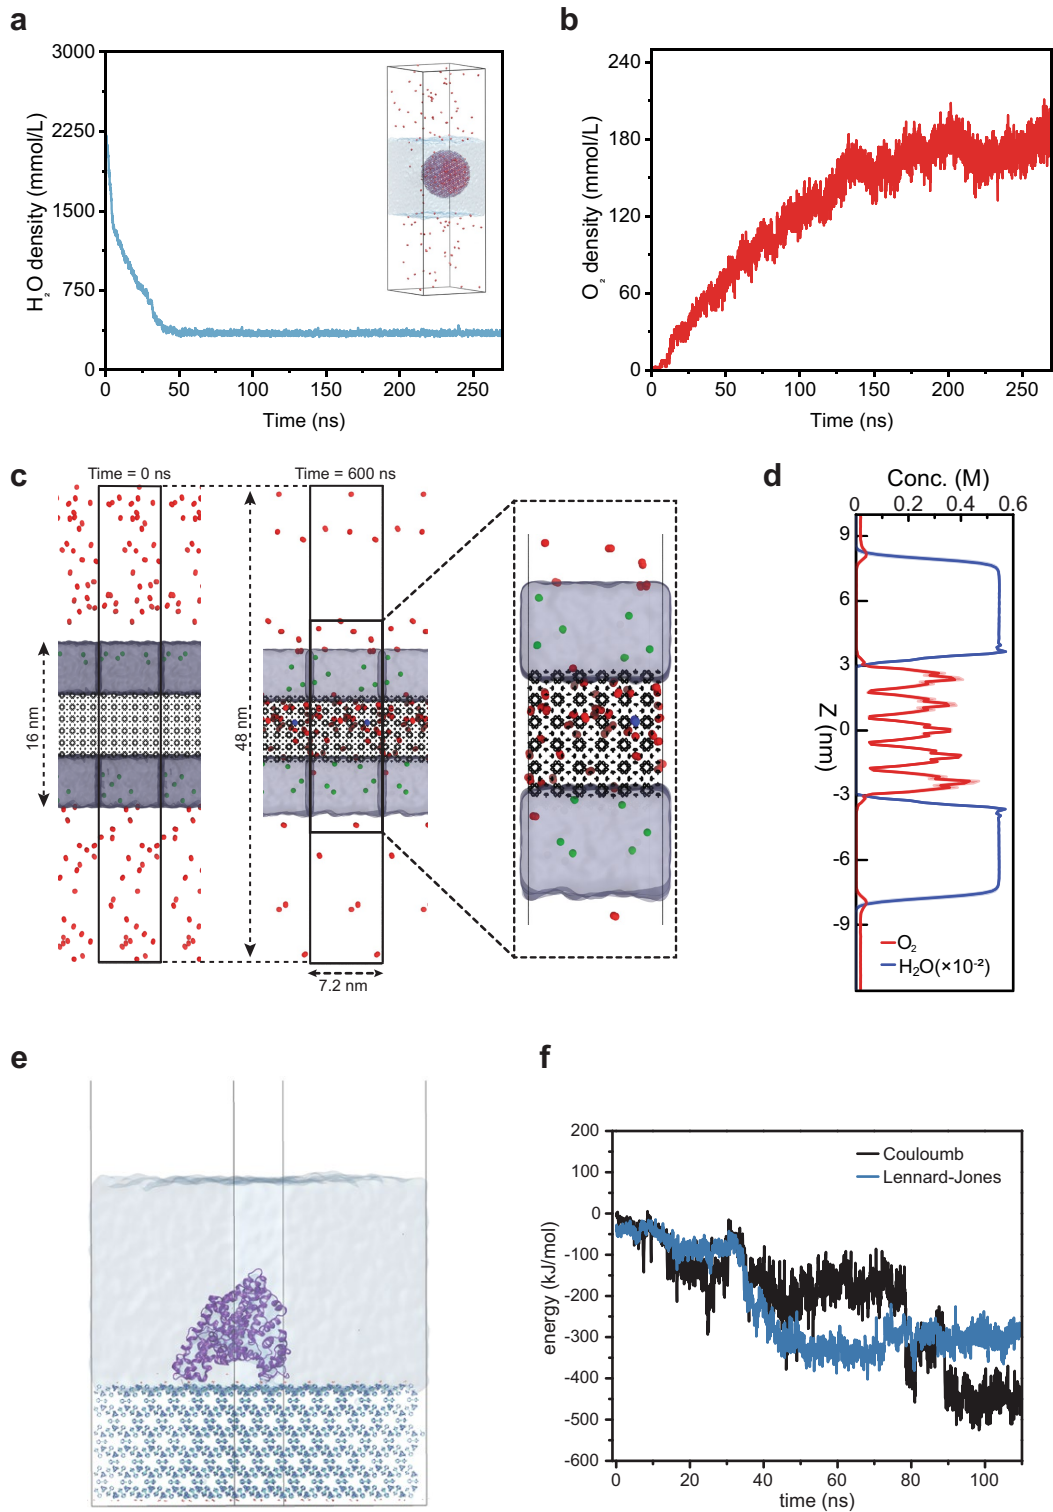 a
3000
2250
1500
750
0
H₂O density (mmol/L)
0 50 100 150 200 250
Time (ns)
b
240
180
120
60
0
O₂ density (mmol/L)
0 50 100 150 200 250
Time (ns)
c
Time = 0 ns
Time = 600 ns
16 nm
48 nm
7.2 nm
d
Conc. (M)
0 0.2 0.4 0.6
9
6
3
0
-3
-6
-9
Z (nm)
O₂
H₂O(×10⁻²)
e
f
200
100
0
-100
-200
-300
-400
-500
-600
energy (kJ/mol)
Couloumb
Lennard-Jones
0 20 40 60 80 100
time (ns)